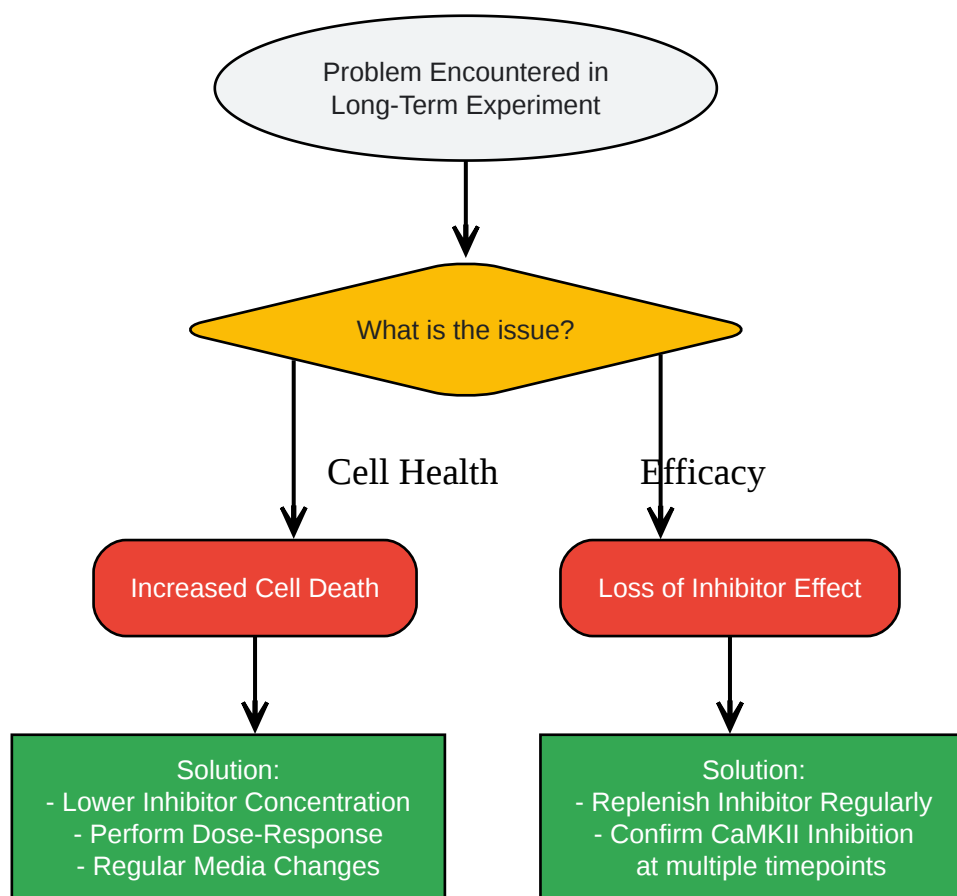 Problem Encountered in
Long-Term Experiment
What is the issue?
Cell Health
Efficacy
Increased Cell Death
Loss of Inhibitor Effect
Solution:
- Lower Inhibitor Concentration
- Perform Dose-Response
- Regular Media Changes
Solution:
- Replenish Inhibitor Regularly
- Confirm CaMKII Inhibition
at multiple timepoints